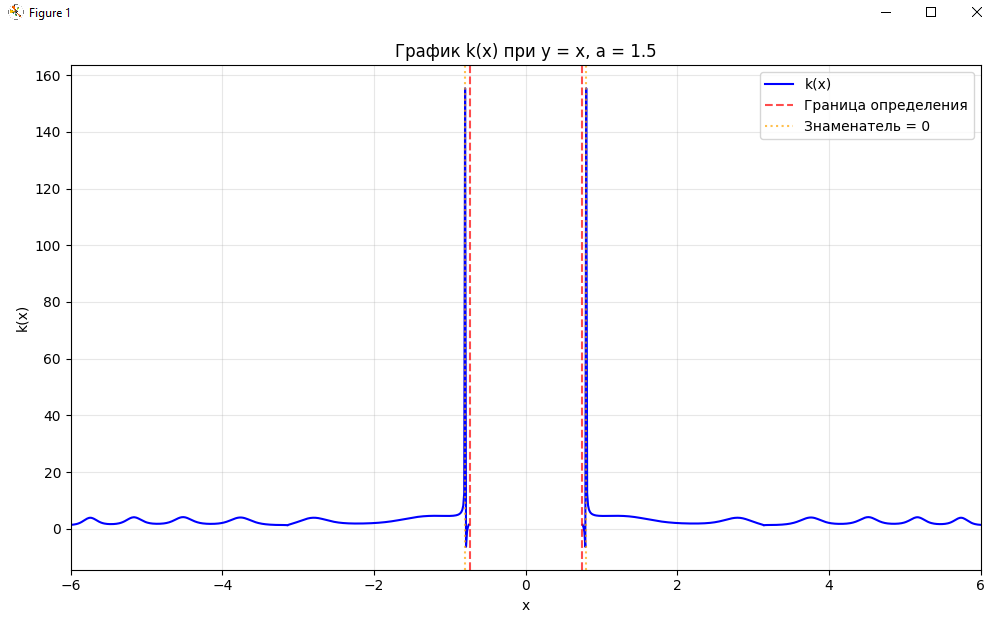 Figure 1
График k(x) при y = x, a = 1.5
k(x)
Граница определения
Знаменатель = 0
160
140
120
100
80
60
40
20
0
k(x)
−6
−4
−2
0
2
4
6
x